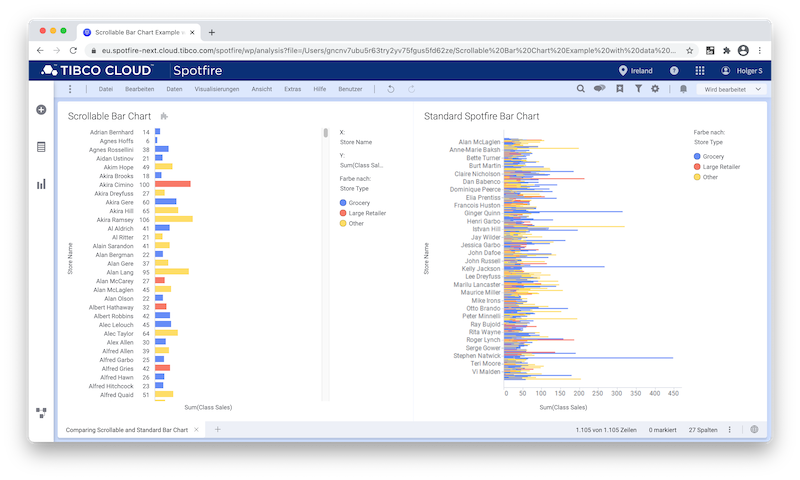 Scrollable Bar Chart Example w
eu.spotfire-next.cloud.tibco.com/spotfire/wp/analysis?file=/Users/gncnv7ubu5r63try2yv75fgus5fd62ze/Scrollable%20Bar%20Chart%20Example%20with%20data%20...
TIBCO CLOUD™ Spotfire Ireland Holger S
Datei Bearbeiten Daten Visualisierungen Ansicht Extras Hilfe Benutzer Wird bearbeitet
Scrollable Bar Chart
Adrian Bernhard 14
Agnes Hoffs 6
Agnes Rossellini 38
Aidan Ustinov 21
Akim Hope 49
Akira Brooks 18
Akira Cimino 100
Akira Dreyfuss 27
Akira Gere 60
Akira Hill 65
Akira Ramsey 106
Al Aldrich 41
Al Ritter 21
Alain Sarandon 41
Alan Bergman 22
Alan Gere 37
Alan Lang 95
Alan McCarey 27
Alan McLaglen 45
Alan Olson 22
Albert Hathaway 32
Albert Robbins 42
Alec Lelouch 45
Alec Taylor 64
Alex Allen 30
Alfred Allen 39
Alfred Garbo 25
Alfred Gries 42
Alfred Hawn 26
Alfred Hitchcock 23
Alfred Quaid 51
Store Name
Sum(Class Sales)
X:
Store Name
Y:
Sum(Class Sal...
Farbe nach:
Store Type
Grocery
Large Retailer
Other
Standard Spotfire Bar Chart
Alan McLaglen
Anne-Marie Baksh
Bette Turner
Burt Martin
Claire Nicholson
Dan Babenco
Dominique Peerce
Ella Prentiss
Francois Huston
Ginger Quinn
Henri Garbo
Istvan Hill
Jay Wilder
Jessica Garbo
John Dafoe
John Russell
Kelly Jackson
Lee Dreyfuss
Marilu Lancaster
Maurice Miller
Mike Irons
Otto Brando
Peter Minnelli
Ray Bujold
Rita Wayne
Roger Lynch
Serge Gower
Stephen Natwick
Teri Moore
Vi Malden
Store Name
0 50 100 150 200 250 300 350 400 450
Sum(Class Sales)
Farbe nach:
Store Type
Grocery
Large Retailer
Other
Comparing Scrollable and Standard Bar Chart
1.105 von 1.105 Zeilen 0 markiert 27 Spalten